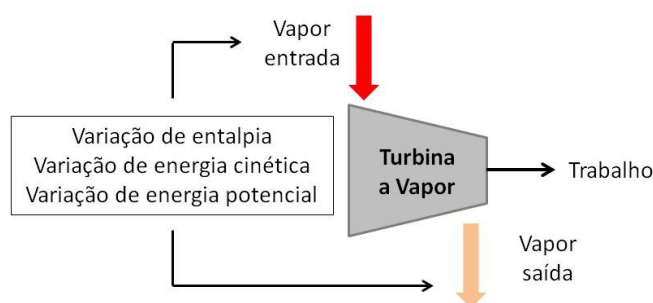 Vapor
entrada
Variação de entalpia
Variação de energia cinética
Variação de energia potencial
Turbina
a Vapor
Trabalho
Vapor
saída